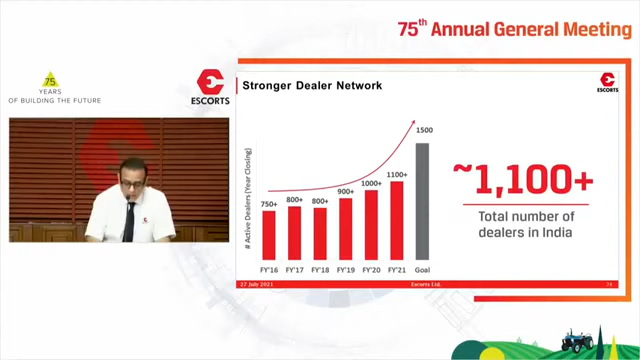 75th Annual General Meeting
75
YEARS
OF BUILDING THE FUTURE
ESCORTS
Stronger Dealer Network
ESCORTS
# Active Dealers (Year Closing)
750+
800+
800+
900+
1000+
1100+
1500
FY'16
FY'17
FY'18
FY'19
FY'20
FY'21
Goal
~1,100+
Total number of
dealers in India
27 July 2021
Escorts Ltd.